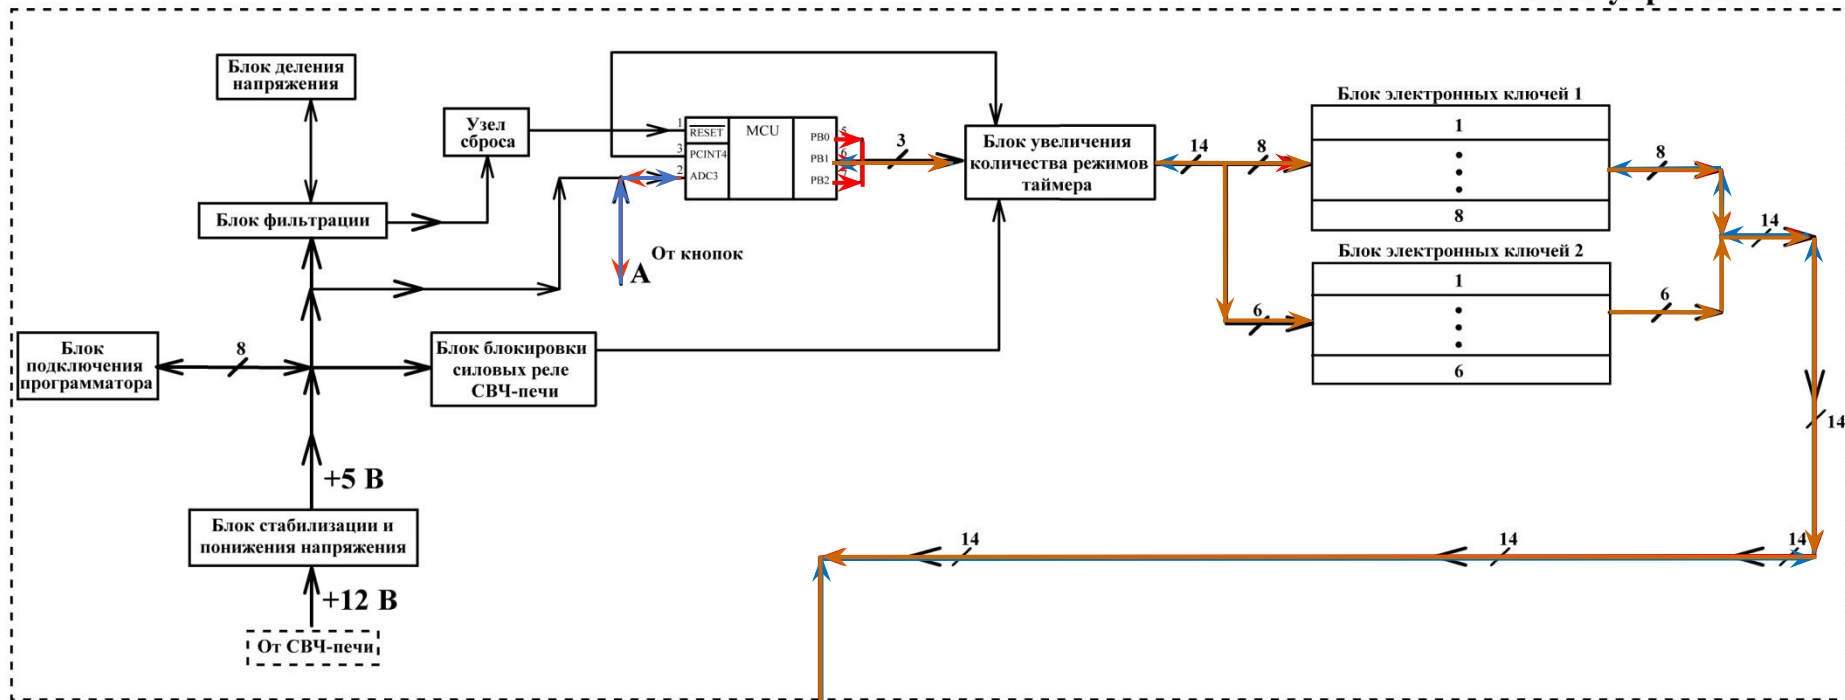 Блок деления
напряжения
Узел
сброса
1
RESET
MCU
3
PCINT4
2
ADC3
PB0
5
PB1
6
PB2
7
3
Блок увеличения
количества режимов
таймера
14
8
Блок электронных ключей 1
1
8
8
14
Блок фильтрации
От кнопок
А
Блок электронных ключей 2
1
6
6
6
Блок
подключения
программатора
8
Блок блокировки
силовых реле
СВЧ-печи
14
+5 В
Блок стабилизации и
понижения напряжения
14
14
14
+12 В
От СВЧ-печи